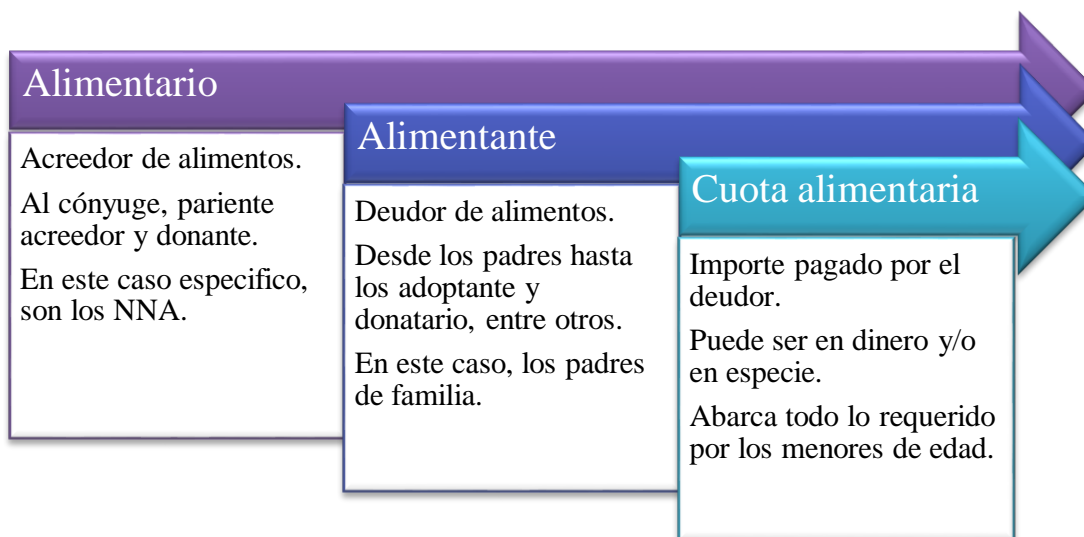 Alimentario
Acreedor de alimentos.
Al cónyuge, pariente
acreedor y donante.
En este caso especifico,
son los NNA.
Alimentante
Deudor de alimentos.
Desde los padres hasta
los adoptante y
donatario, entre otros.
En este caso, los padres
de familia.
Cuota alimentaria
Importe pagado por el
deudor.
Puede ser en dinero y/o
en especie.
Abarca todo lo requerido
por los menores de edad.